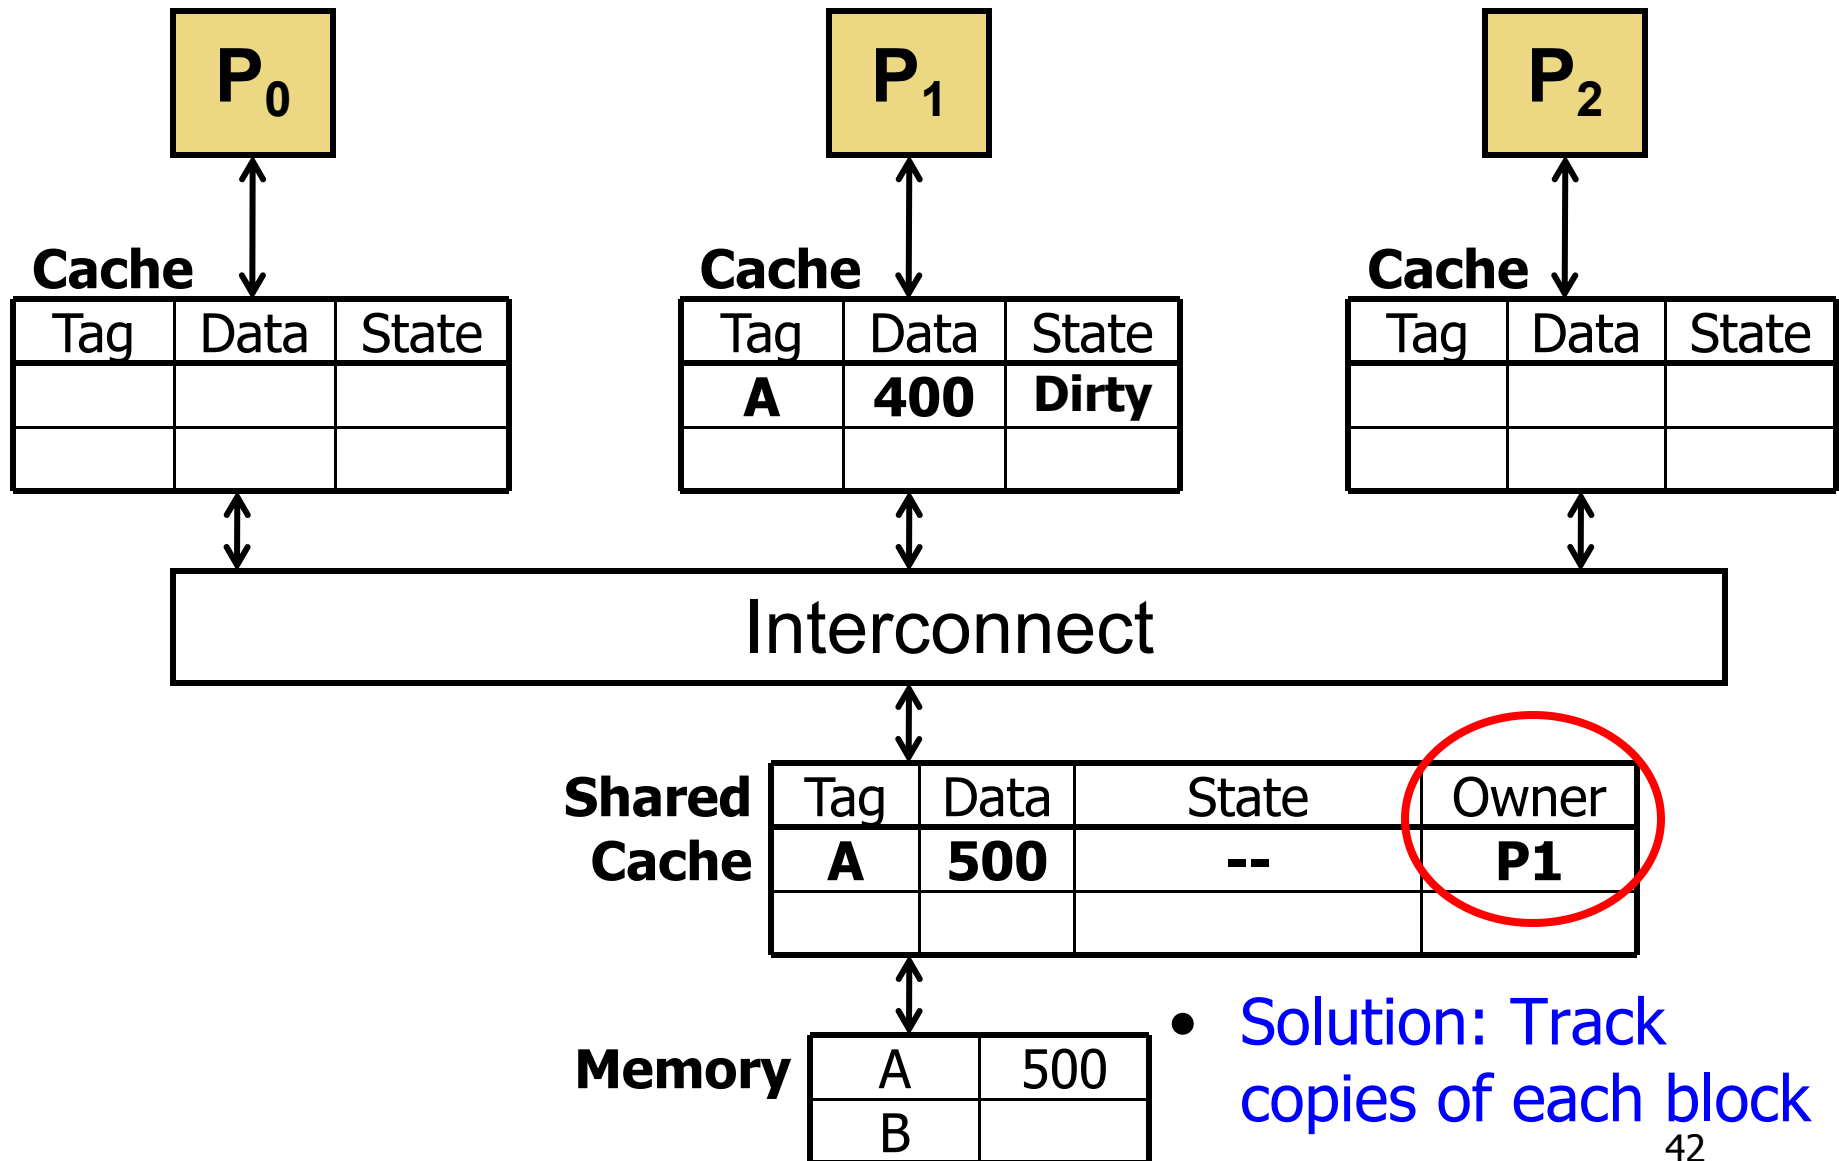 P0 P1 P2
Cache Cache Cache
Tag Data State Tag Data State Tag Data State
A 400 Dirty
Interconnect
Shared Cache
Tag Data State Owner
A 500 -- P1
Memory
A 500
B
• Solution: Track
copies of each block
42